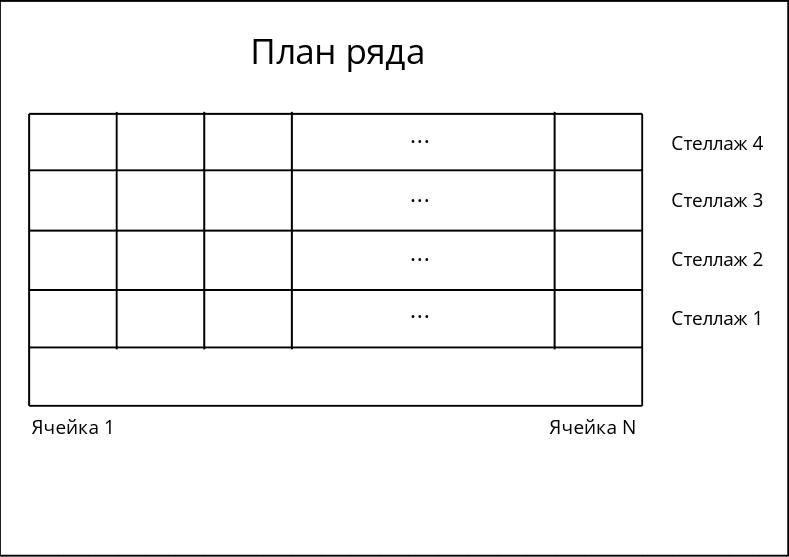 План ряда
...
Стеллаж 4
...
Стеллаж 3
...
Стеллаж 2
...
Стеллаж 1
Ячейка 1
Ячейка N